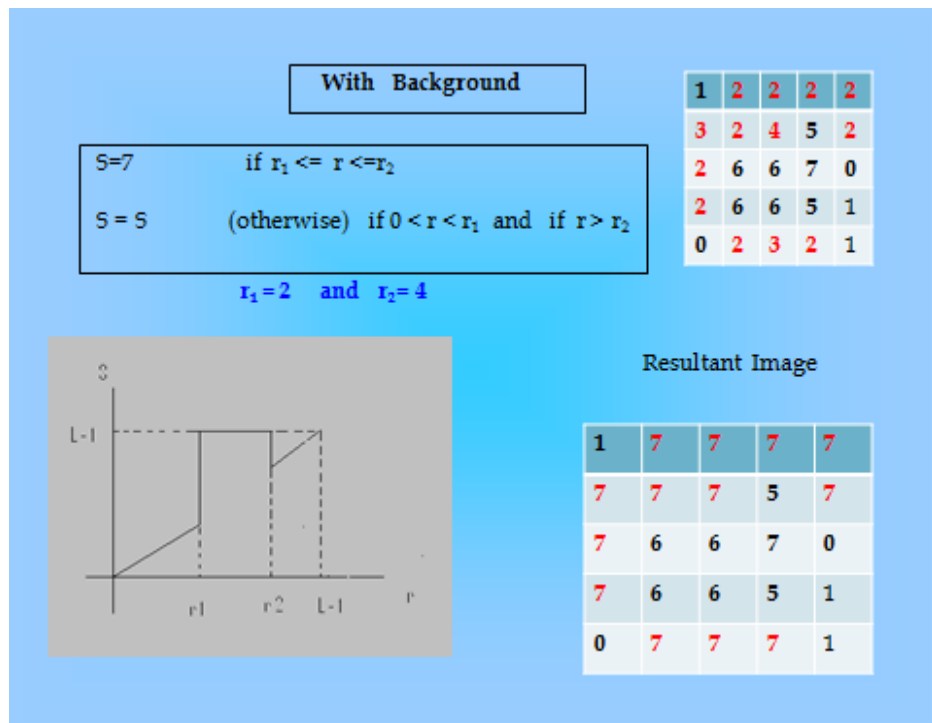 With Background
S=7 if r₁ <= r <=r₂
S = S (otherwise) if 0 < r < r₁ and if r> r₂
r₁ = 2 and r₂= 4
1 2 2 2 2
3 2 4 5 2
2 6 6 7 0
2 6 6 5 1
0 2 3 2 1
S
L-1
r1 r2 L-1 r
Resultant Image
1 7 7 7 7
7 7 7 5 7
7 6 6 7 0
7 6 6 5 1
0 7 7 7 1